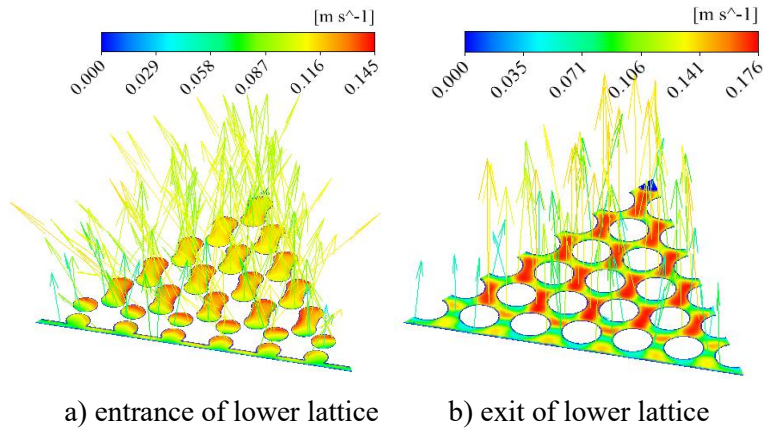 [m s^-1]
0.000 0.029 0.058 0.087 0.116 0.145
a) entrance of lower lattice
[m s^-1]
0.000 0.035 0.071 0.106 0.141 0.176
b) exit of lower lattice